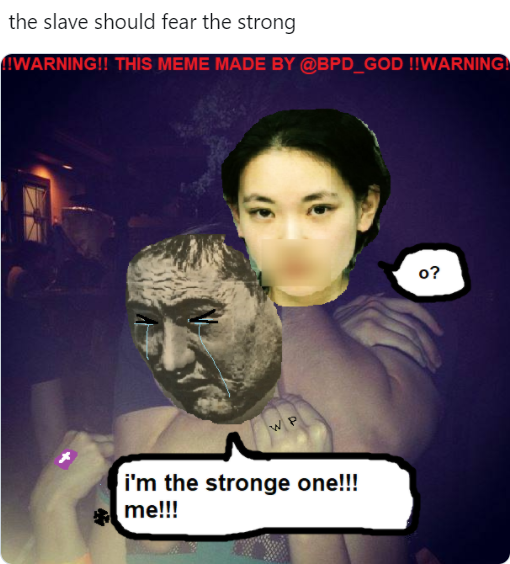 the slave should fear the strong
!!WARNING!! THIS MEME MADE BY @BPD_GOD !!WARNING!
o?
W P
i'm the stronge one!!!
me!!!